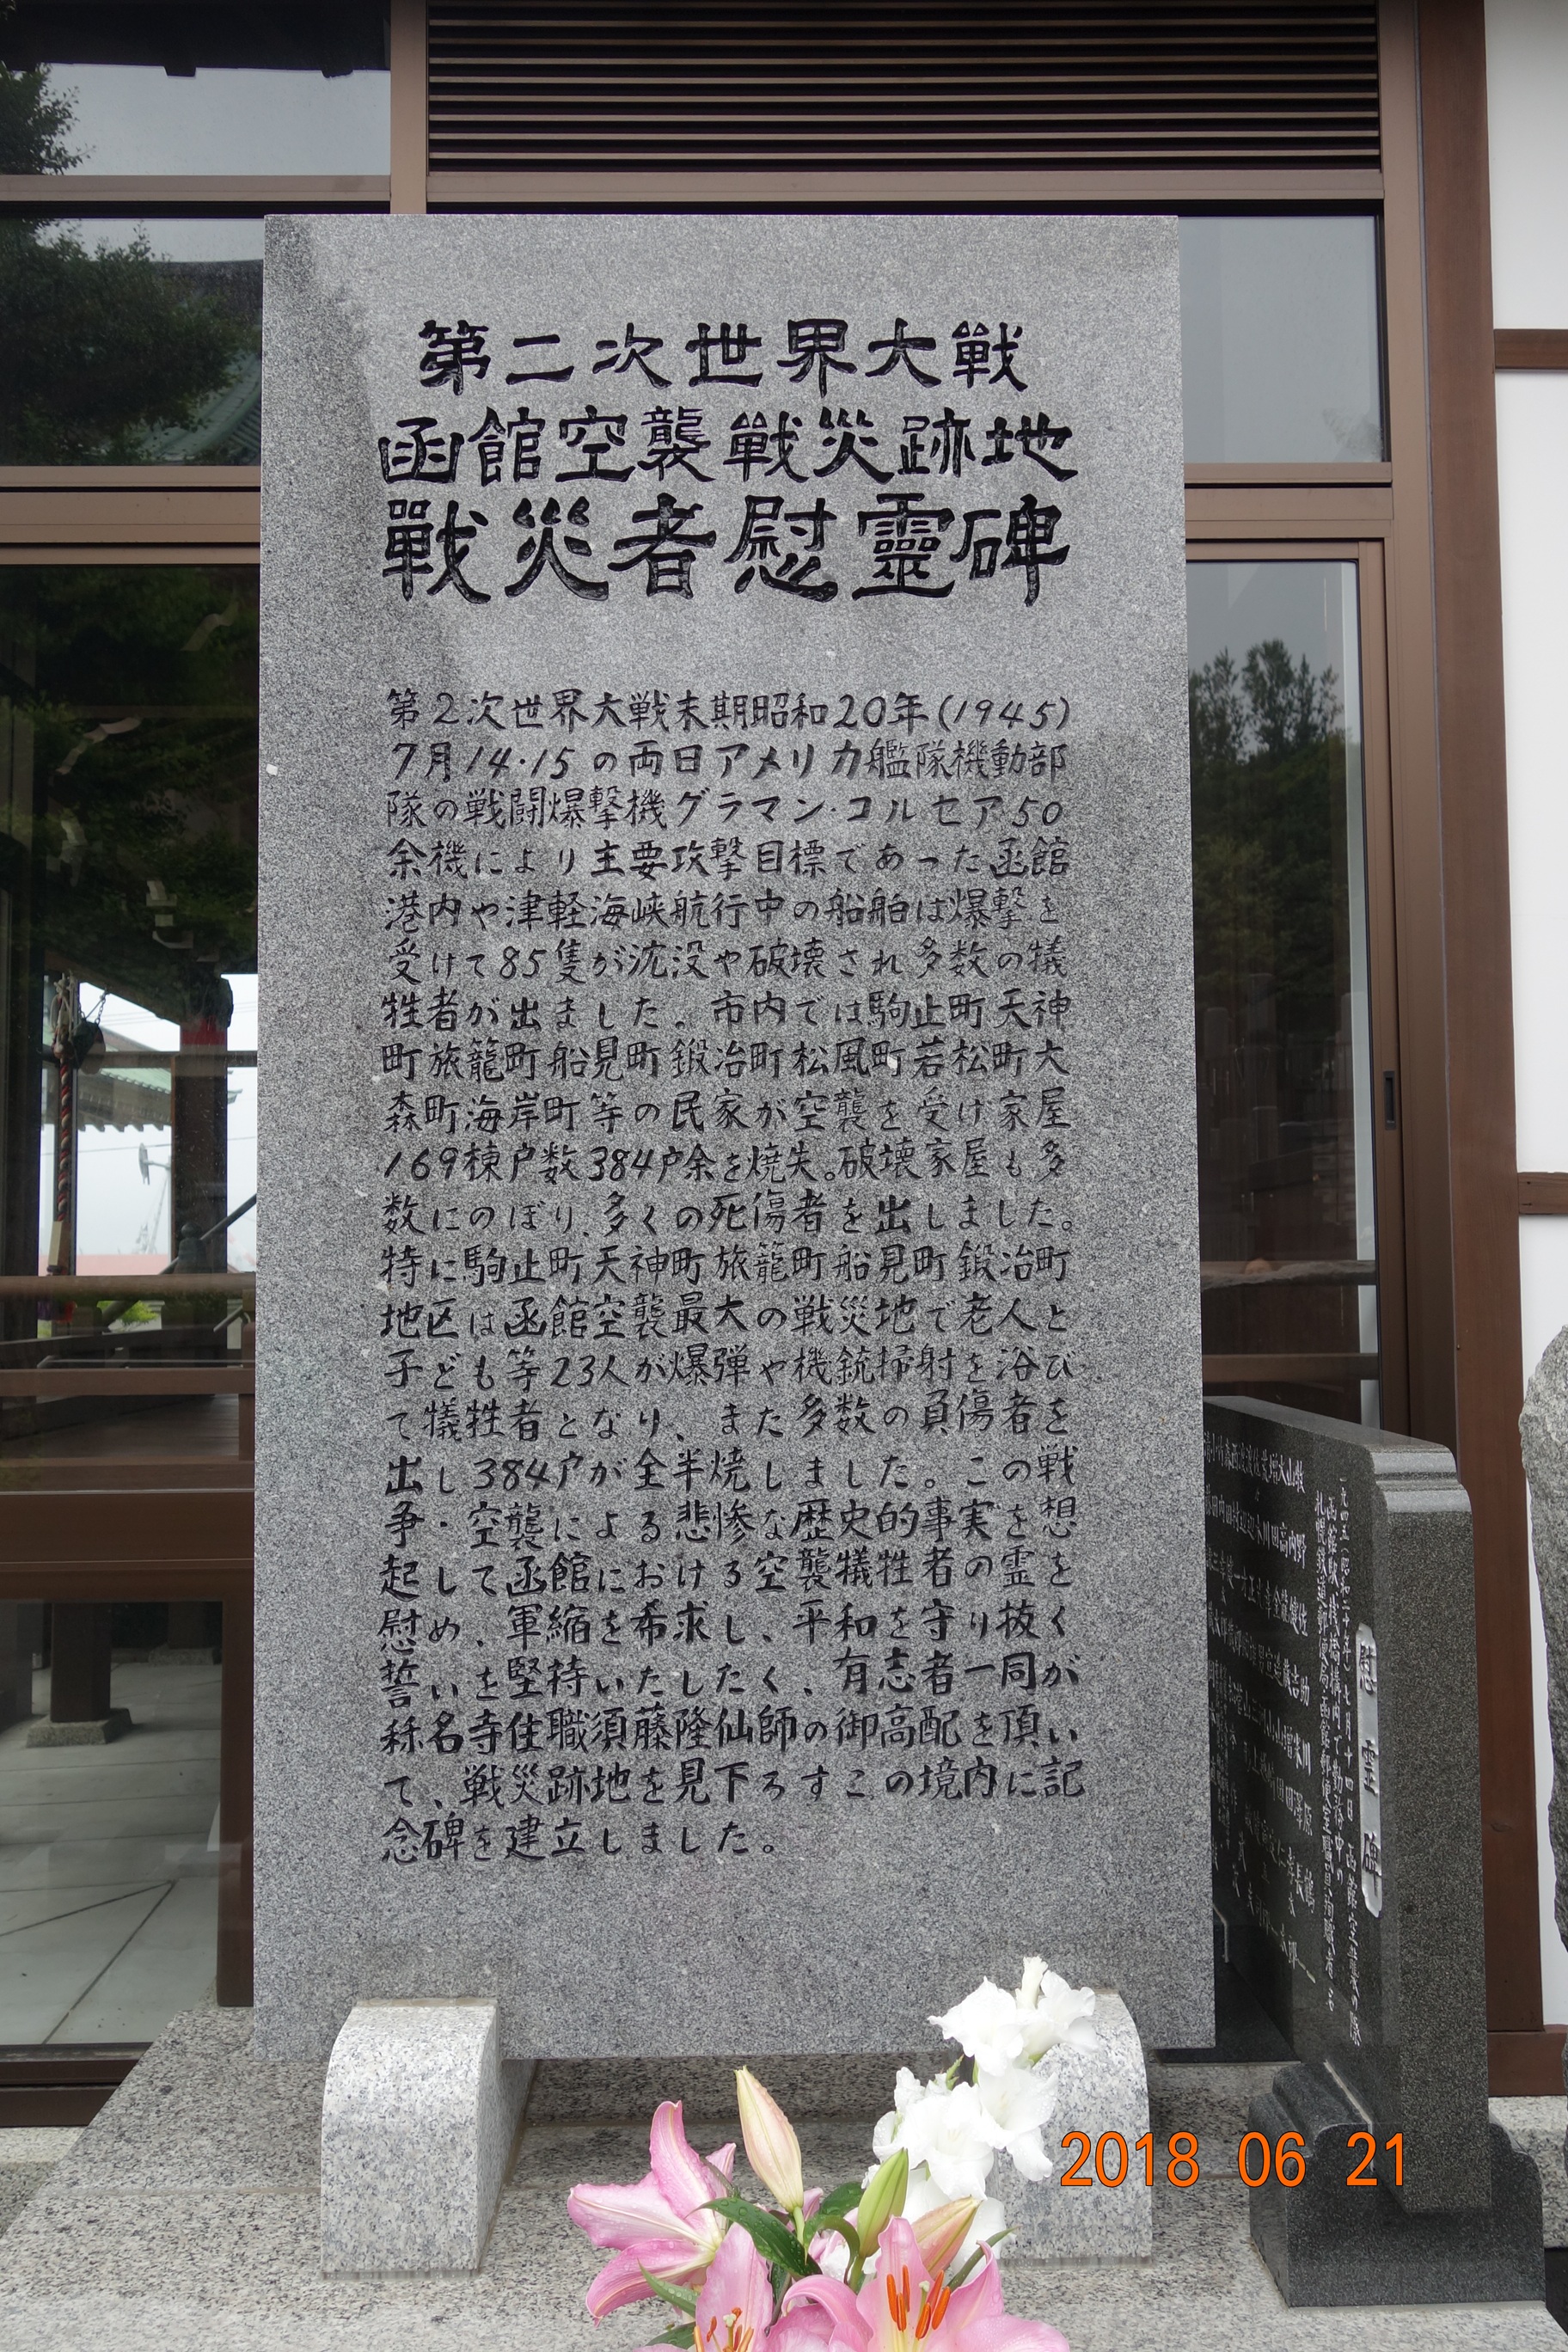 第二次世界大戦
函館空襲戦災跡地
戰災者慰靈碑
第2次世界大戦末期昭和20年(1945)
7月14・15の両日アメリカ艦隊機動部
隊の戦闘爆撃機グラマン・コルセア50
余機により主要攻撃目標であった函館
港内や津軽海峡航行中の船舶は爆撃を
受けて85隻が沈没や破壊され多数の犠
牲者が出ました。市内では駒止町天神
町旅籠町船見町鍛冶町松風町若松町大
森町海岸町等の民家が空襲を受け家屋
169棟戸数384戸余を焼失。破壊家屋も多
数にのぼり、多くの死傷者を出しました。
特に駒止町天神町旅籠町船見町鍛冶町
地区は函館空襲最大の戦災地で老人と
子ども等23人が爆弾や機銃掃射を浴び
て犠牲者となり、また多数の負傷者を
出し・384戸が全半焼しました。この戦
争・空襲による悲惨な歴史的事実を想
起して函館における空襲犠牲者の霊を
慰め、軍縮を希求し、平和を守り抜く
誓いを堅持いたしたく、有志者一同が
称名寺住職須藤隆仙師の御高配を頂い
て、戦災跡地を見下ろすこの境内に記
念碑を建立しました。
慰霊碑
2018 06 21